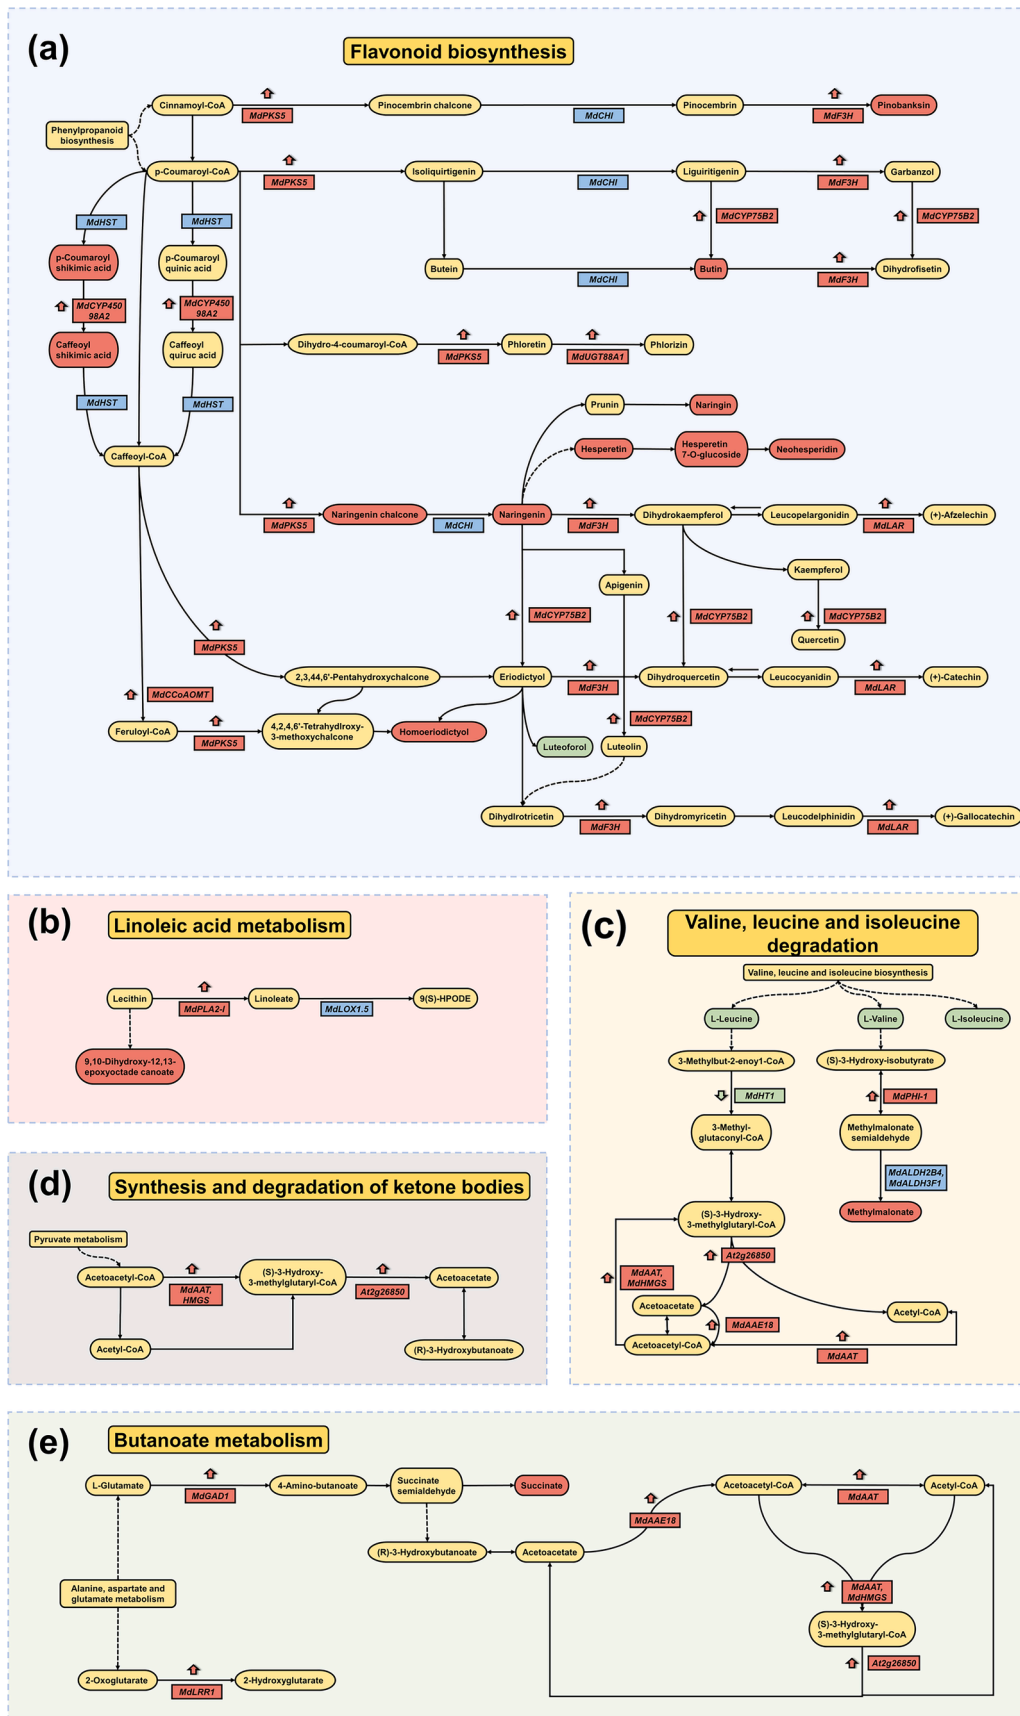 (a)
Flavonoid biosynthesis
Cinnamoyl-CoA
MdPKS5
Pinocembrin chalcone
MdCHI
Pinocembrin
MdF3H
Pinobanksin
Phenylpropanoid
biosynthesis
p-Coumaroyl-CoA
MdPKS5
Isoliquirtigenin
MdCHI
Liguiritigenin
MdF3H
Garbanzol
MdHST
MdHST
MdCYP75B2
MdCYP75B2
p-Coumaroyl
shikimic acid
p-Coumaroyl
quinic acid
Butein
MdCHI
Butin
MdF3H
Dihydrofisetin
MdCYP450
98A2
MdCYP450
98A2
Caffeoyl
shikimic acid
Caffeoyl
quiruc acid
Dihydro-4-coumaroyl-CoA
MdPKS5
Phloretin
MdUGT88A1
Phlorizin
MdHST
MdHST
Prunin
Naringin
Caffeoyl-CoA
Hesperetin
Hesperetin
7-O-glucoside
Neohesperidin
MdPKS5
Naringenin chalcone
MdCHI
Naringenin
MdF3H
Dihydrokaempferol
Leucopelargonidin
MdLAR
(+)-Afzelechin
Apigenin
Kaempferol
MdCYP75B2
MdCYP75B2
MdCYP75B2
Quercetin
MdPKS5
2,3,44,6'-Pentahydroxychalcone
Eriodictyol
MdF3H
Dihydroquercetin
Leucocyanidin
MdLAR
(+)-Catechin
MdCCoAOMT
MdCYP75B2
Feruloyl-CoA
MdPKS5
4,2,4,6'-Tetrahydlroxy-
3-methoxychalcone
Homoeriodictyol
Luteoforol
Luteolin
Dihydlrotricetin
MdF3H
Dihydromyricetin
Leucodelphinidin
MdLAR
(+)-Gallocatechin
(b)
Linoleic acid metabolism
Lecithin
MdPLA2-I
Linoleate
MdLOX1.5
9(S)-HPODE
9,10-Dihydroxy-12,13-
epoxyoctade canoate
(c)
Valine, leucine and isoleucine
degradation
Valine, leucine and isoleucine biosynthesis
L-Leucine
L-Valine
L-Isoleucine
3-Methylbut-2-enoy1-CoA
(S)-3-Hydroxy-isobutyrate
MdHT1
MdPHI-1
3-Methyl-
glutaconyl-CoA
Methylmalonate
semialdehyde
MdALDH2B4,
MdALDH3F1
(S)-3-Hydroxy-
3-methylglutaryl-CoA
Methylmalonate
At2g26850
MdAAT,
MdHMGS
Acetoacetate
Acetyl-CoA
MdAAE18
Acetoacetyl-CoA
MdAAT
(d)
Synthesis and degradation of ketone bodies
Pyruvate metabolism
Acetoacetyl-CoA
MdAAT,
HMGS
(S)-3-Hydroxy-
3-methylglutaryl-CoA
At2g26850
Acetoacetate
Acetyl-CoA
(R)-3-Hydroxybutanoate
(e)
Butanoate metabolism
L-Glutamate
MdGAD1
4-Amino-butanoate
Succinate
semialdehyde
Succinate
Acetoacetyl-CoA
MdAAT
Acetyl-CoA
MdAAE18
(R)-3-Hydroxybutanoate
Acetoacetate
Alanine, aspartate and
glutamate metabolism
MdAAT,
MdHMGS
(S)-3-Hydroxy-
3-methylglutaryl-CoA
At2g26850
2-Oxoglutarate
MdLRR1
2-Hydroxyglutarate